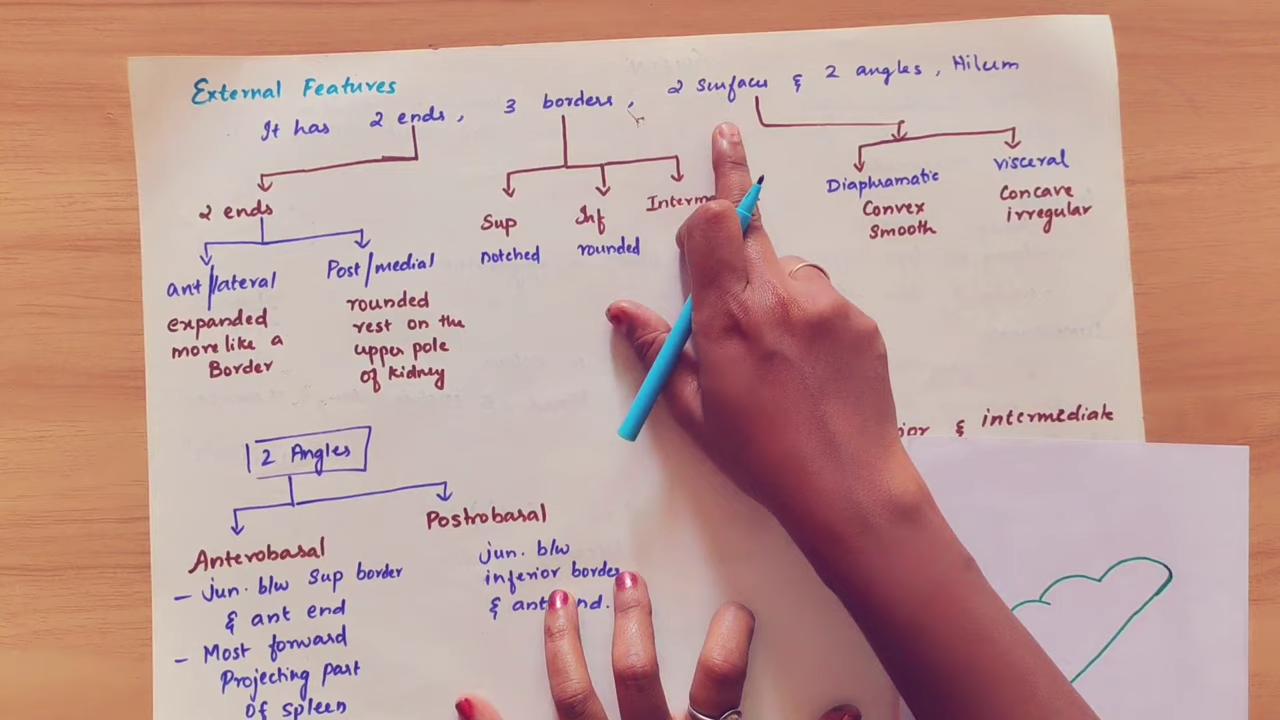 External Features
It has 2 ends, 3 borders, 2 surfaces & 2 angles, Hilum
2 ends
ant/lateral
expanded
more like a
Border
Post/medial
rounded
rest on the
upper pole
of kidney
Sup
notched
Inf
rounded
Diaphramatic
Convex
Smooth
visceral
Concave
irregular
& intermediate
2 Angles
Anterobasal
- jun. b/w Sup border
& ant end
- Most forward
Projecting part
of spleen
Postrobasal
jun. b/w
inferior border
& ant